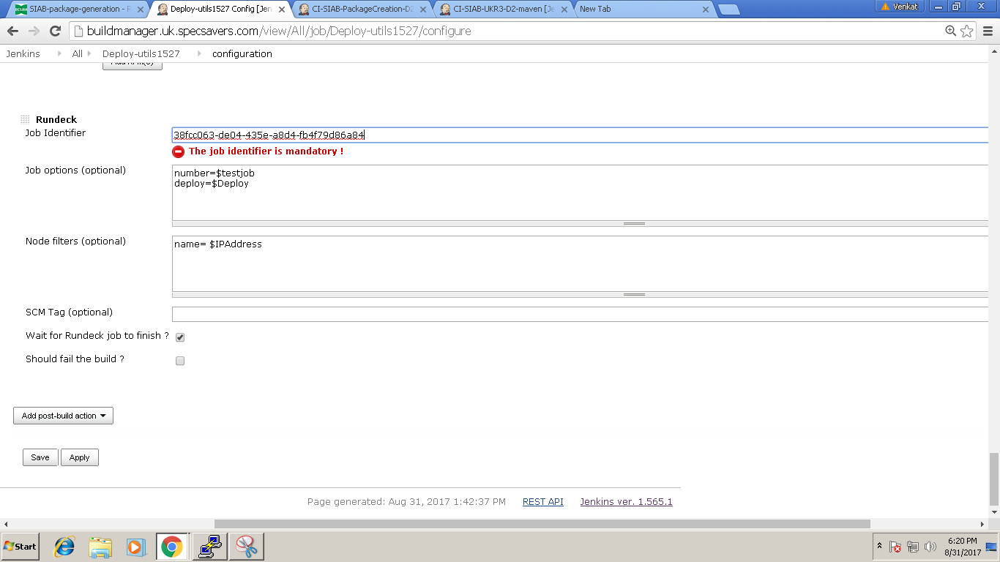 SIAB-package-generation - R
Deploy-utils1527 Config [Jen
CI-SIAB-PackageCreation-D2
CI-SIAB-UKR3-D2-maven [Je
New Tab
Venkat
buildmanager.uk.specsavers.com/view/All/job/Deploy-utils1527/configure
Jenkins All Deploy-utils1527 configuration
Rundeck
Job Identifier
38fcc063-de04-435e-a8d4-fb4f79d86a84
The job identifier is mandatory !
Job options (optional)
number=$testjob
deploy=$Deploy
Node filters (optional)
name= $IPAddress
SCM Tag (optional)
Wait for Rundeck job to finish ?
Should fail the build ?
Add post-build action
Save Apply
Page generated: Aug 31, 2017 1:42:37 PM REST API Jenkins ver. 1.565.1
Start
6:20 PM
8/31/2017